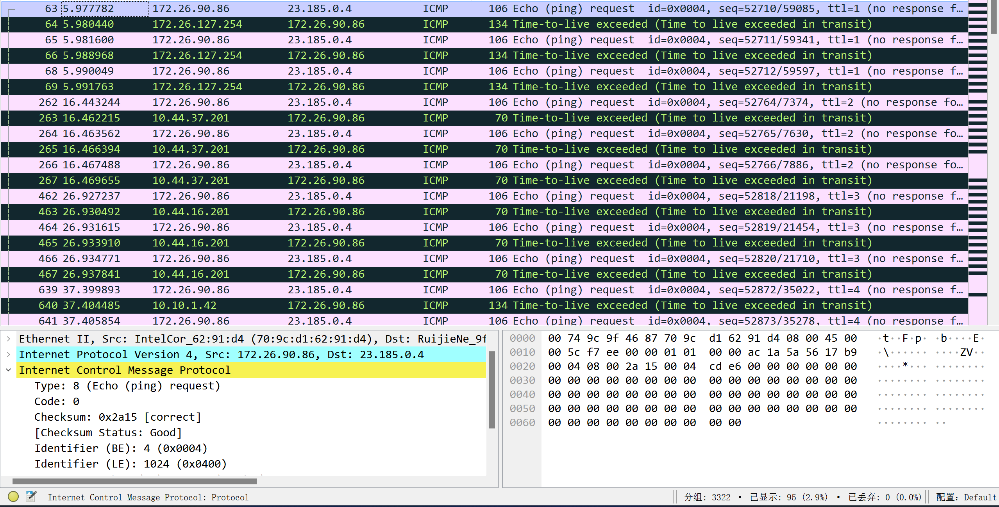 63 5.977782 172.26.90.86 23.185.0.4 ICMP 106 Echo (ping) request id=0x0004, seq=52710/59085, ttl=1 (no response f…
64 5.980440 172.26.127.254 172.26.90.86 ICMP 134 Time-to-live exceeded (Time to live exceeded in transit)
65 5.981600 172.26.90.86 23.185.0.4 ICMP 106 Echo (ping) request id=0x0004, seq=52711/59341, ttl=1 (no response f…
66 5.988968 172.26.127.254 172.26.90.86 ICMP 134 Time-to-live exceeded (Time to live exceeded in transit)
68 5.990049 172.26.90.86 23.185.0.4 ICMP 106 Echo (ping) request id=0x0004, seq=52712/59597, ttl=1 (no response f…
69 5.991763 172.26.127.254 172.26.90.86 ICMP 134 Time-to-live exceeded (Time to live exceeded in transit)
262 16.443244 172.26.90.86 23.185.0.4 ICMP 106 Echo (ping) request id=0x0004, seq=52764/7374, ttl=2 (no response fo…
263 16.462215 10.44.37.201 172.26.90.86 ICMP 70 Time-to-live exceeded (Time to live exceeded in transit)
264 16.463562 172.26.90.86 23.185.0.4 ICMP 106 Echo (ping) request id=0x0004, seq=52765/7630, ttl=2 (no response fo…
265 16.466394 10.44.37.201 172.26.90.86 ICMP 70 Time-to-live exceeded (Time to live exceeded in transit)
266 16.467488 172.26.90.86 23.185.0.4 ICMP 106 Echo (ping) request id=0x0004, seq=52766/7886, ttl=2 (no response fo…
267 16.469655 10.44.37.201 172.26.90.86 ICMP 70 Time-to-live exceeded (Time to live exceeded in transit)
462 26.927237 172.26.90.86 23.185.0.4 ICMP 106 Echo (ping) request id=0x0004, seq=52818/21198, ttl=3 (no response f…
463 26.930492 10.44.16.201 172.26.90.86 ICMP 70 Time-to-live exceeded (Time to live exceeded in transit)
464 26.931615 172.26.90.86 23.185.0.4 ICMP 106 Echo (ping) request id=0x0004, seq=52819/21454, ttl=3 (no response f…
465 26.933910 10.44.16.201 172.26.90.86 ICMP 70 Time-to-live exceeded (Time to live exceeded in transit)
466 26.934771 172.26.90.86 23.185.0.4 ICMP 106 Echo (ping) request id=0x0004, seq=52820/21710, ttl=3 (no response f…
467 26.937841 10.44.16.201 172.26.90.86 ICMP 70 Time-to-live exceeded (Time to live exceeded in transit)
639 37.399893 172.26.90.86 23.185.0.4 ICMP 106 Echo (ping) request id=0x0004, seq=52872/35022, ttl=4 (no response f…
640 37.404485 10.10.1.42 172.26.90.86 ICMP 134 Time-to-live exceeded (Time to live exceeded in transit)
641 37.405854 172.26.90.86 23.185.0.4 ICMP 106 Echo (ping) request id=0x0004, seq=52873/35278, ttl=4 (no response f…
Ethernet II, Src: IntelCor_62:91:d4 (70:9c:d1:62:91:d4), Dst: RuijieNe_9f
Internet Protocol Version 4, Src: 172.26.90.86, Dst: 23.185.0.4
Internet Control Message Protocol
Type: 8 (Echo (ping) request)
Code: 0
Checksum: 0x2a15 [correct]
[Checksum Status: Good]
Identifier (BE): 4 (0x0004)
Identifier (LE): 1024 (0x0400)
0000 00 74 9c 9f 46 87 70 9c d1 62 91 d4 08 00 45 00 ·t··F·p· ·b····E·
0010 00 5c f7 ee 00 00 01 01 00 00 ac 1a 5a 56 17 b9 ·\······ ····ZV··
0020 00 04 08 00 2a 15 00 04 cd e6 00 00 00 00 00 00 ····*··· ········
0030 00 00 00 00 00 00 00 00 00 00 00 00 00 00 00 00 ········ ········
0040 00 00 00 00 00 00 00 00 00 00 00 00 00 00 00 00 ········ ········
0050 00 00 00 00 00 00 00 00 00 00 00 00 00 00 00 00 ········ ········
0060 00 00 00 00 00 00 00 00 00 00 ········ ··
Internet Control Message Protocol: Protocol
分组: 3322 · 已显示: 95 (2.9%) · 已丢弃: 0 (0.0%)
配置: Default